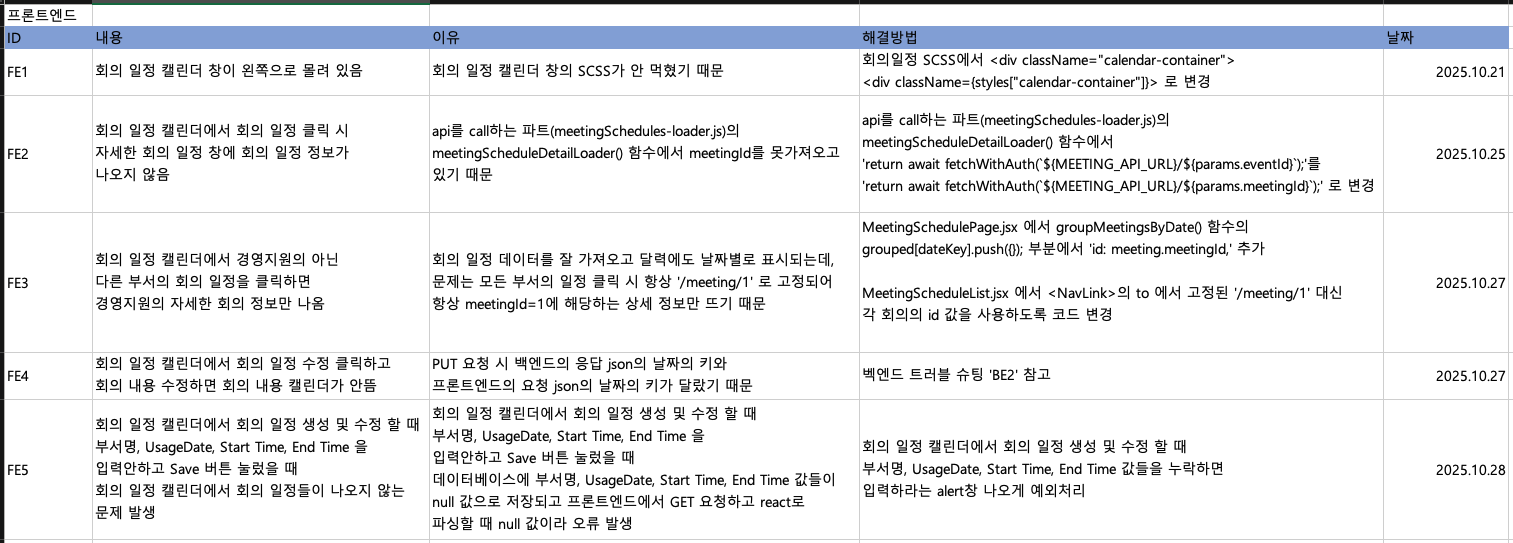 프론트엔드
ID
내용
이유
해결방법
날짜
FE1
회의 일정 캘린더 창이 왼쪽으로 몰려 있음
회의 일정 캘린더 창의 SCSS가 안 먹혔기 때문
회의일정 SCSS에서 <div className="calendar-container">
<div className={styles["calendar-container"]}> 로 변경
2025.10.21
FE2
회의 일정 캘린더에서 회의 일정 클릭 시
자세한 회의 일정 창에 회의 일정 정보가
나오지 않음
api를 call하는 파트(meetingSchedules-loader.js)의
meetingScheduleDetailLoader() 함수에서 meetingId를 못가져오고
있기 때문
api를 call하는 파트(meetingSchedules-loader.js)의
meetingScheduleDetailLoader() 함수에서
'return await fetchWithAuth(`${MEETING_API_URL}/${params.eventId}`);'를
'return await fetchWithAuth(`${MEETING_API_URL}/${params.meetingId}`);' 로 변경
2025.10.25
FE3
회의 일정 캘린더에서 경영지원의 아닌
다른 부서의 회의 일정을 클릭하면
경영지원의 자세한 회의 정보만 나옴
회의 일정 데이터를 잘 가져오고 달력에도 날짜별로 표시되는데,
문제는 모든 부서의 일정 클릭 시 항상 '/meeting/1' 로 고정되어
항상 meetingId=1에 해당하는 상세 정보만 뜨기 때문
MeetingSchedulePage.jsx 에서 groupMeetingsByDate() 함수의
grouped[dateKey].push({}); 부분에서 'id: meeting.meetingId,' 추가
MeetingScheduleList.jsx 에서 <NavLink>의 to 에서 고정된 '/meeting/1' 대신
각 회의의 id 값을 사용하도록 코드 변경
2025.10.27
FE4
회의 일정 캘린더에서 회의 일정 수정 클릭하고
회의 내용 수정하면 회의 내용 캘린더가 안뜸
PUT 요청 시 백엔드의 응답 json의 날짜의 키와
프론트엔드의 요청 json의 날짜의 키가 달랐기 때문
벡엔드 트러블 슈팅 'BE2' 참고
2025.10.27
FE5
회의 일정 캘린더에서 회의 일정 생성 및 수정 할 때
부서명, UsageDate, Start Time, End Time 을
입력안하고 Save 버튼 눌렀을 때
회의 일정 캘린더에서 회의 일정들이 나오지 않는
문제 발생
회의 일정 캘린더에서 회의 일정 생성 및 수정 할 때
부서명, UsageDate, Start Time, End Time 을
입력안하고 Save 버튼 눌렀을 때
데이터베이스에 부서명, UsageDate, Start Time, End Time 값들이
null 값으로 저장되고 프론트엔드에서 GET 요청하고 react로
파싱할 때 null 값이라 오류 발생
회의 일정 캘린더에서 회의 일정 생성 및 수정 할 때
부서명, UsageDate, Start Time, End Time 값들을 누락하면
입력하라는 alert창 나오게 예외처리
2025.10.28